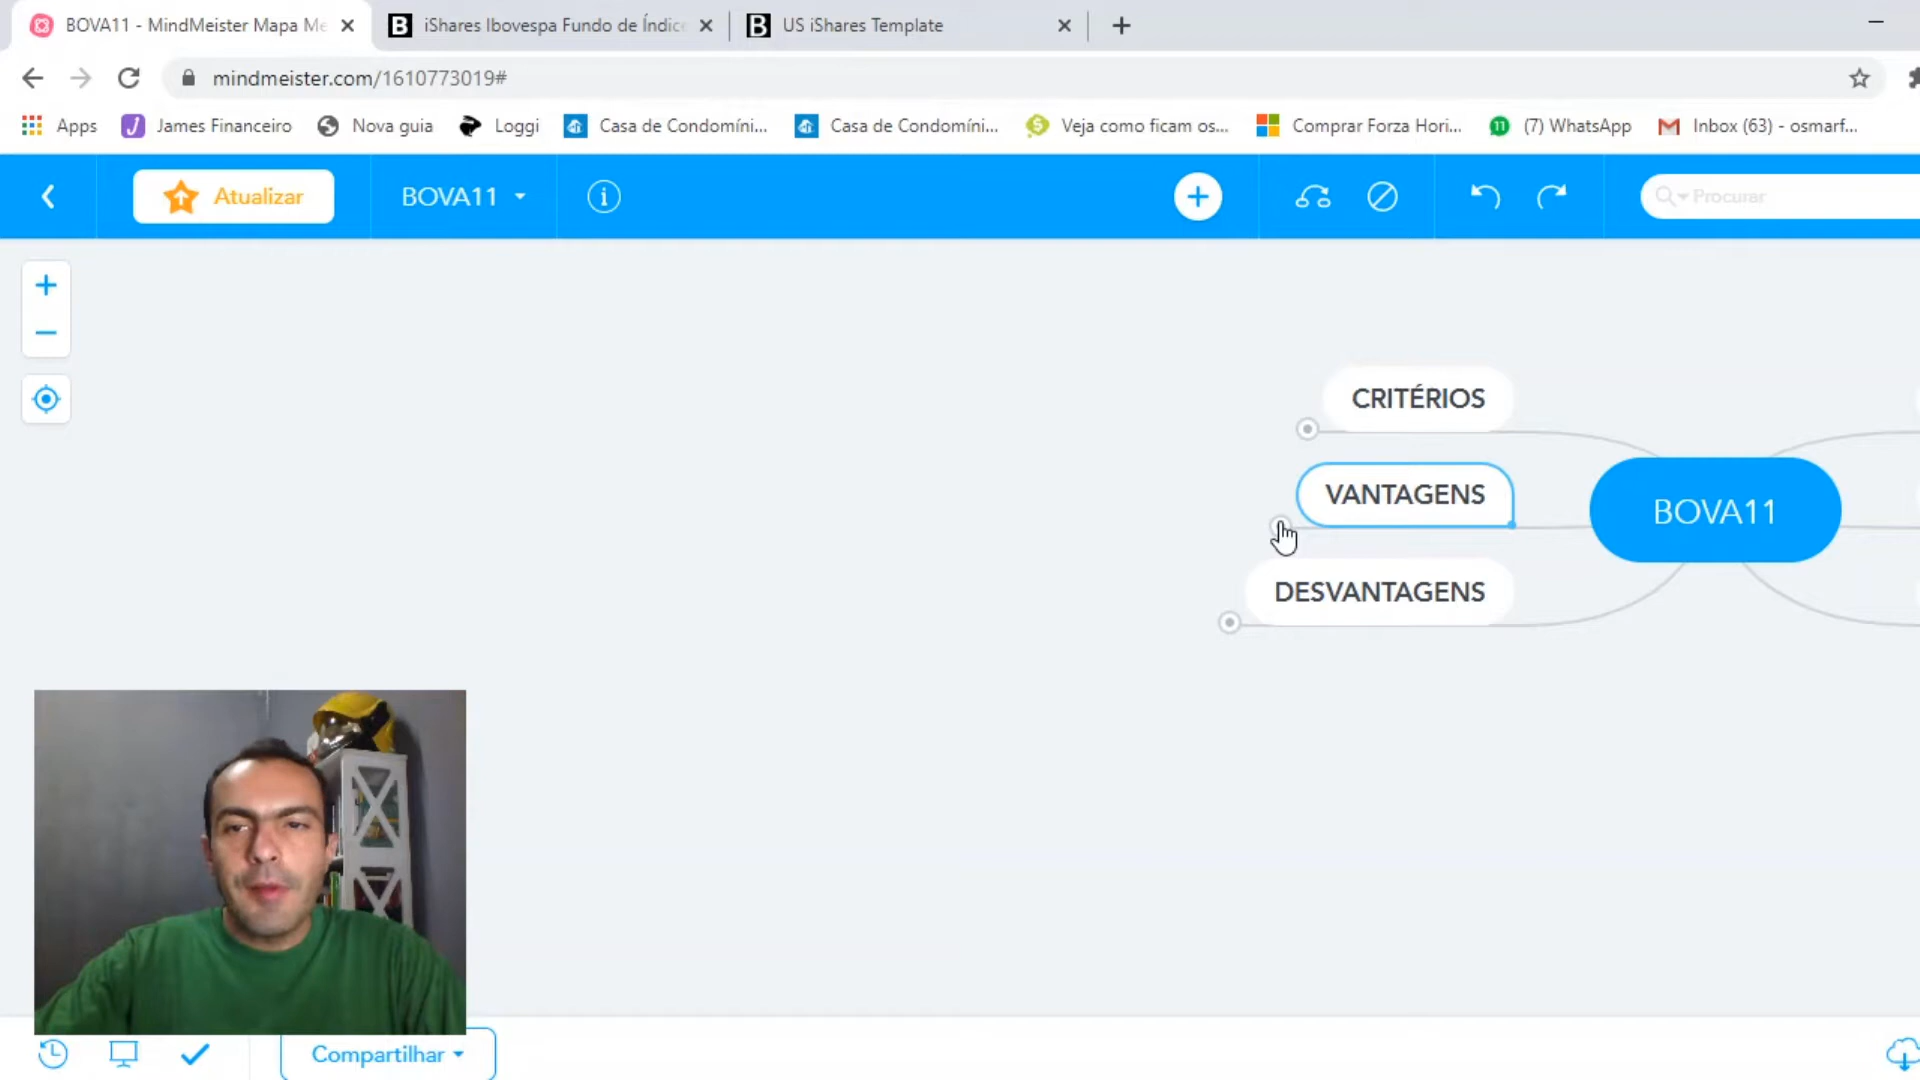 BOVA11 - MindMeister Mapa Me
iShares Ibovespa Fundo de Índice
US iShares Template
mindmeister.com/1610773019#
Apps
James Financeiro
Nova guia
Loggi
Casa de Condomíni...
Casa de Condomíni...
Veja como ficam os...
Comprar Forza Hori...
11
(7) WhatsApp
Inbox (63) - osmarf...
Atualizar
BOVA11
Procurar
CRITÉRIOS
VANTAGENS
BOVA11
DESVANTAGENS
Compartilhar